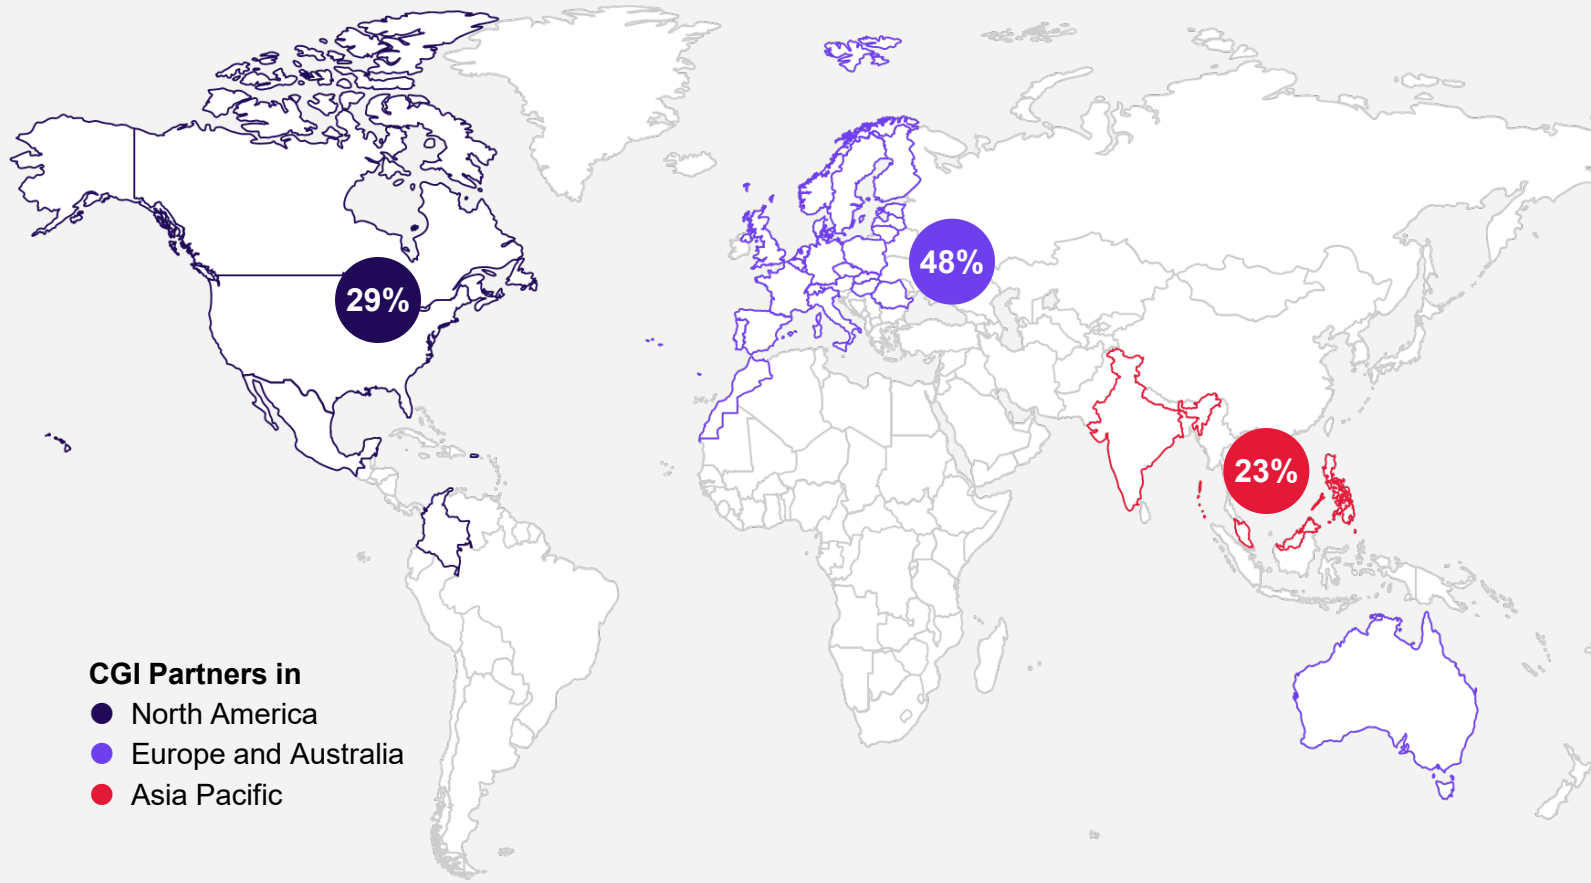 48%
29%
23%
CGI Partners in
North America
Europe and Australia
Asia Pacific